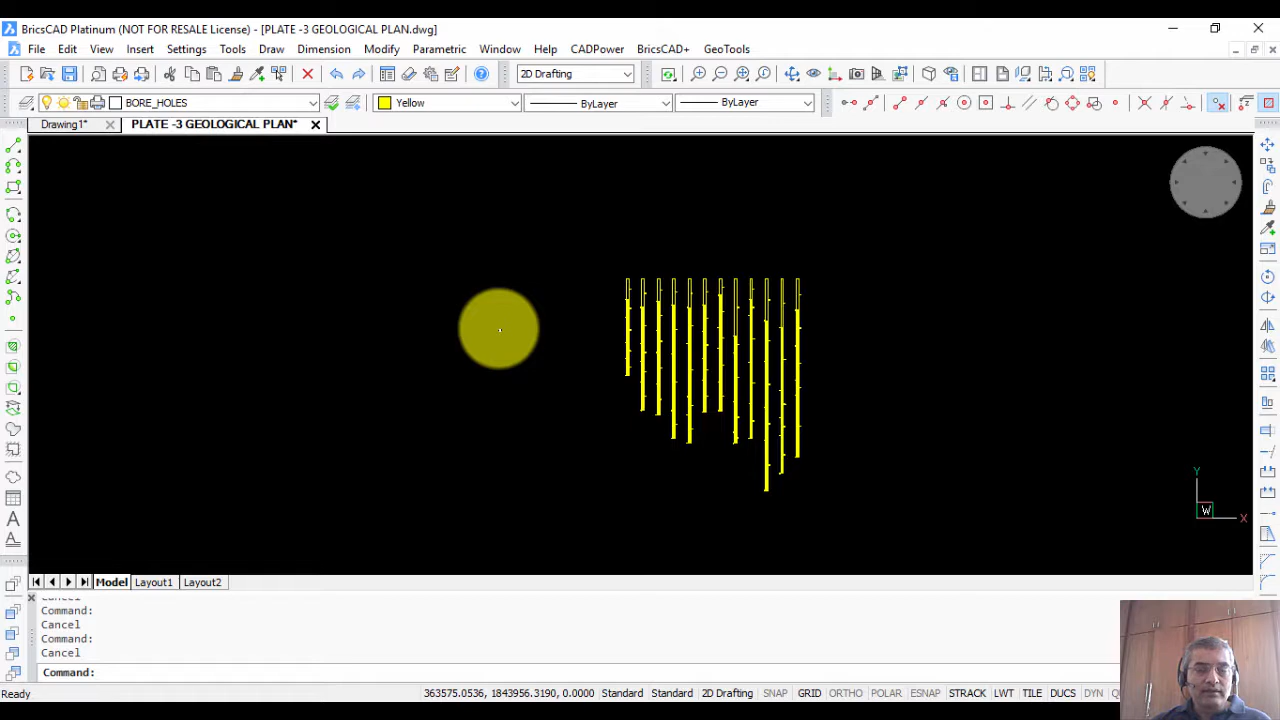 BricsCAD Platinum (NOT FOR RESALE License) - [PLATE -3 GEOLOGICAL PLAN.dwg]
File Edit View Insert Settings Tools Draw Dimension Modify Parametric Window Help CADPower BricsCAD+ GeoTools
2D Drafting
BORE_HOLES Yellow ByLayer ByLayer
Drawing1* PLATE -3 GEOLOGICAL PLAN*
Y
W
X
Model Layout1 Layout2
Cancel
Command:
Cancel
Command:
Cancel
Command:
Ready 363575.0536, 1843956.3190, 0.0000 Standard Standard 2D Drafting SNAP GRID ORTHO POLAR ESNAP STRACK LWT TILE DUCS DYN